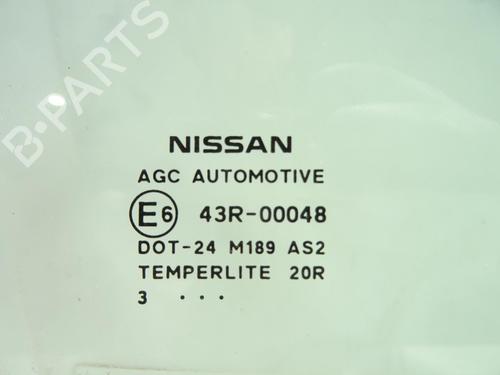 B-PARTS
NISSAN
AGC AUTOMOTIVE
E6 43R-00048
DOT-24 M189 AS2
TEMPERLITE 20R
3 ...